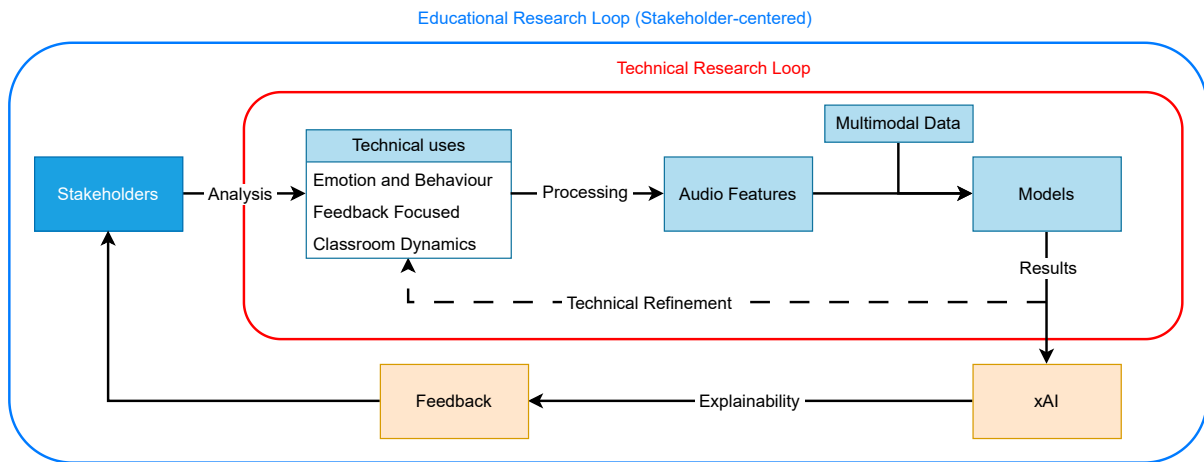 Educational Research Loop (Stakeholder-centered)
Technical Research Loop
Multimodal Data
Technical uses
Stakeholders
Analysis
Emotion and Behaviour
Feedback Focused
Classroom Dynamics
Processing
Audio Features
Models
Results
Technical Refinement
Feedback
Explainability
xAI